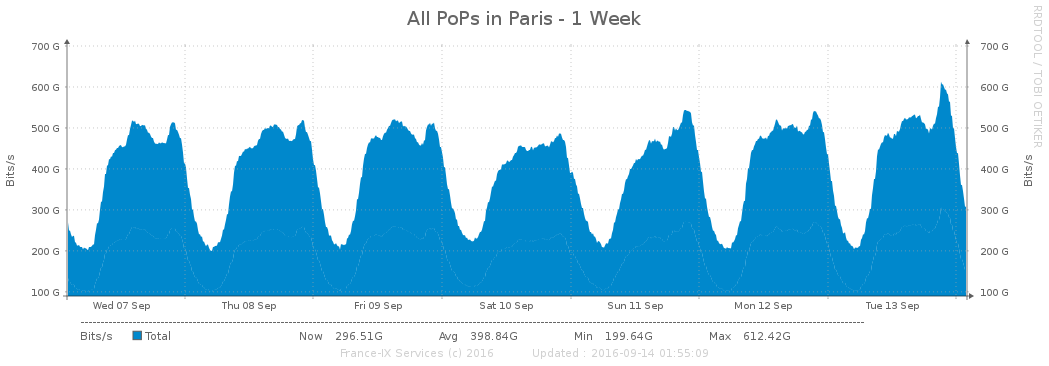 All PoPs in Paris - 1 Week
RRDTOOL / TOBI OETIKER
Bits/s
700 G
600 G
500 G
400 G
300 G
200 G
100 G
700 G
600 G
500 G
400 G
300 G
200 G
100 G
Bits/s
Wed 07 Sep Thu 08 Sep Fri 09 Sep Sat 10 Sep Sun 11 Sep Mon 12 Sep Tue 13 Sep
Bits/s Total Now 296.51G Avg 398.84G Min 199.64G Max 612.42G
France-IX Services (c) 2016 Updated : 2016-09-14 01:55:09